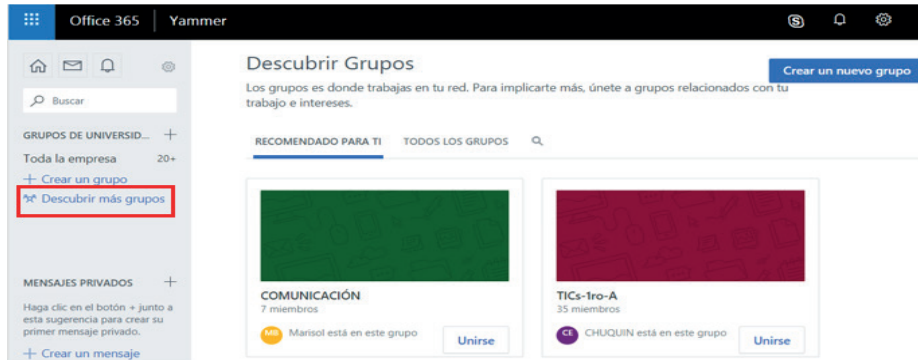 Office 365 Yammer
Buscar
GRUPOS DE UNIVERSID... +
Toda la empresa 20+
+ Crear un grupo
Descubrir más grupos
MENSAJES PRIVADOS +
Haga clic en el botón + junto a
esta sugerencia para crear su
primer mensaje privado.
+ Crear un mensaje
Descubrir Grupos
Crear un nuevo grupo
Los grupos es donde trabajas en tu red. Para implicarte más, únete a grupos relacionados con tu
trabajo e intereses.
RECOMENDADO PARA TI TODOS LOS GRUPOS
COMUNICACIÓN
7 miembros
MB Marisol está en este grupo
Unirse
TICs-1ro-A
35 miembros
CE CHUQUIN está en este grupo
Unirse